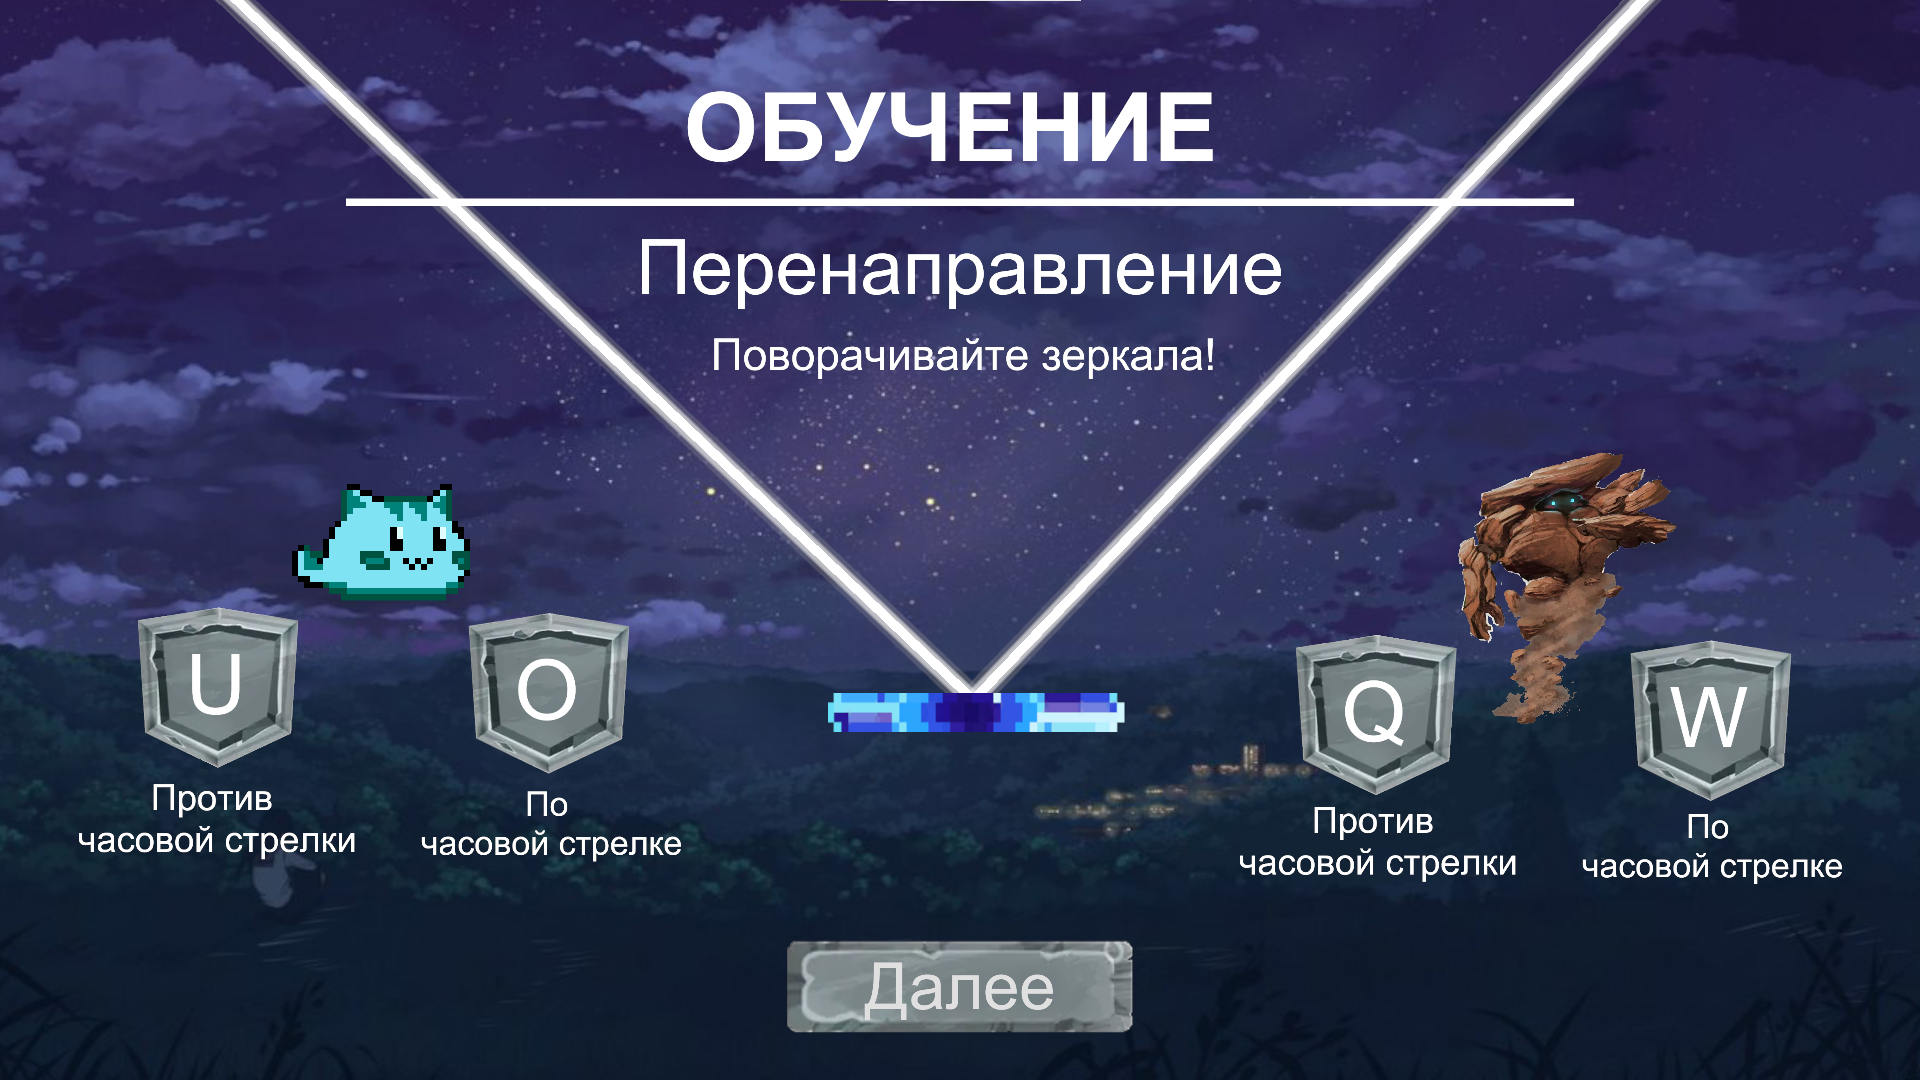 ОБУЧЕНИЕ
Перенаправление
Поворачивайте зеркала!
U
O
Q
W
Против
часовой стрелки
По
часовой стрелке
Против
часовой стрелки
По
часовой стрелке
Далее